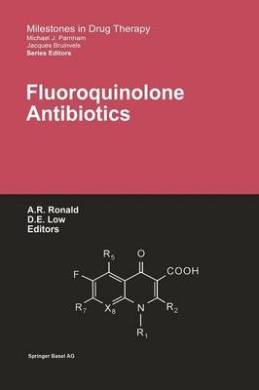 Milestones in Drug Therapy
Michael J. Parnham
Jacques Bruinvels
Series Editors
Fluoroquinolone
Antibiotics
A.R. Ronald
D.E. Low
Editors
R5
O
F
COOH
R7
X8
N
R2
R1
Springer Basel AG